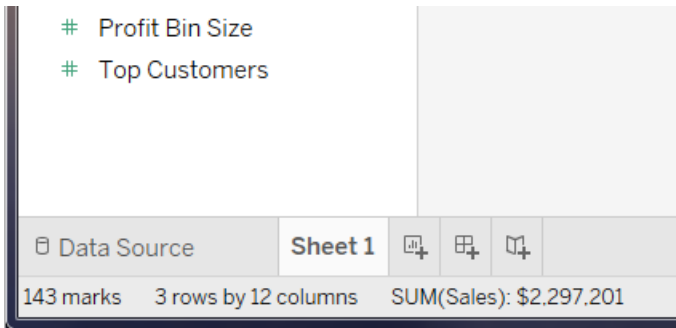 # Profit Bin Size
# Top Customers
Data Source Sheet 1
143 marks 3 rows by 12 columns SUM(Sales): $2,297,201